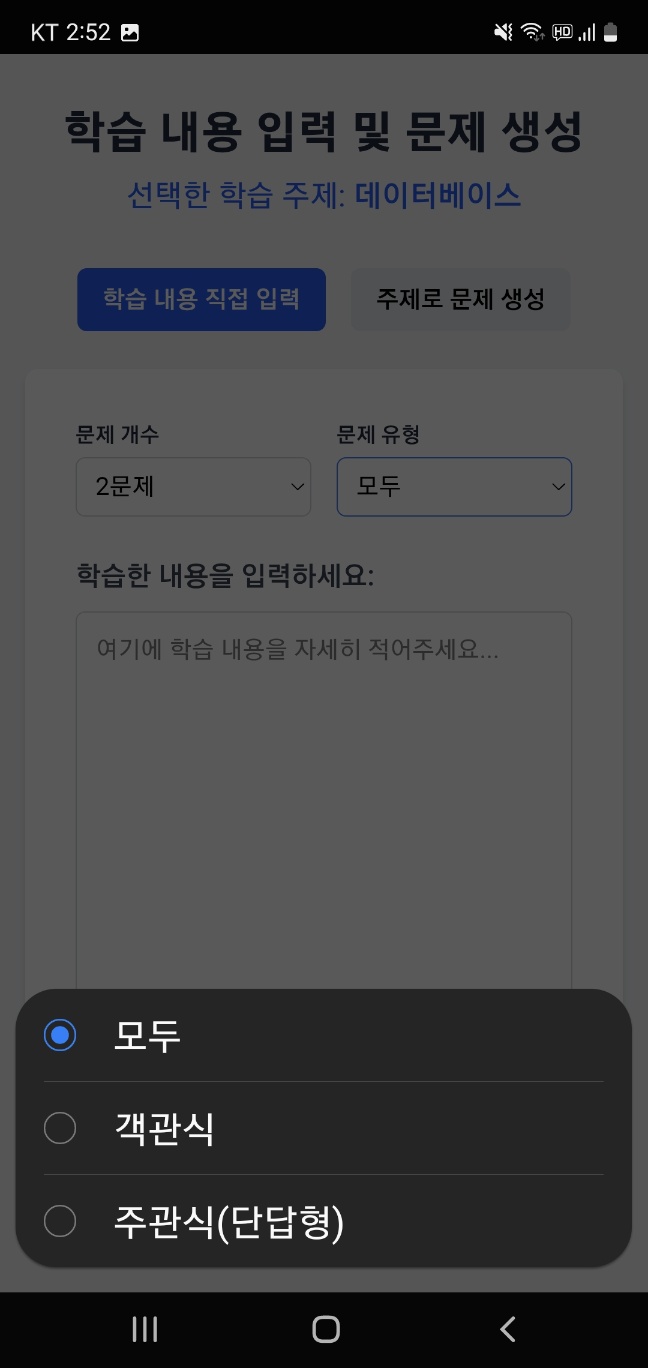 KT 2:52
HD
학습 내용 입력 및 문제 생성
선택한 학습 주제: 데이터베이스
학습 내용 직접 입력 주제로 문제 생성
문제 개수 문제 유형
2문제 모두
학습한 내용을 입력하세요:
여기에 학습 내용을 자세히 적어주세요...
모두
객관식
주관식(단답형)